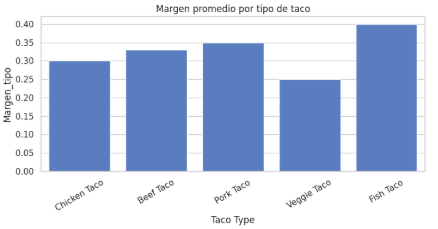 Margen promedio por tipo de taco
Margen_tipo
0.40
0.35
0.30
0.25
0.20
0.15
0.10
0.05
0.00
Chicken Taco
Beef Taco
Pork Taco
Veggie Taco
Fish Taco
Taco Type